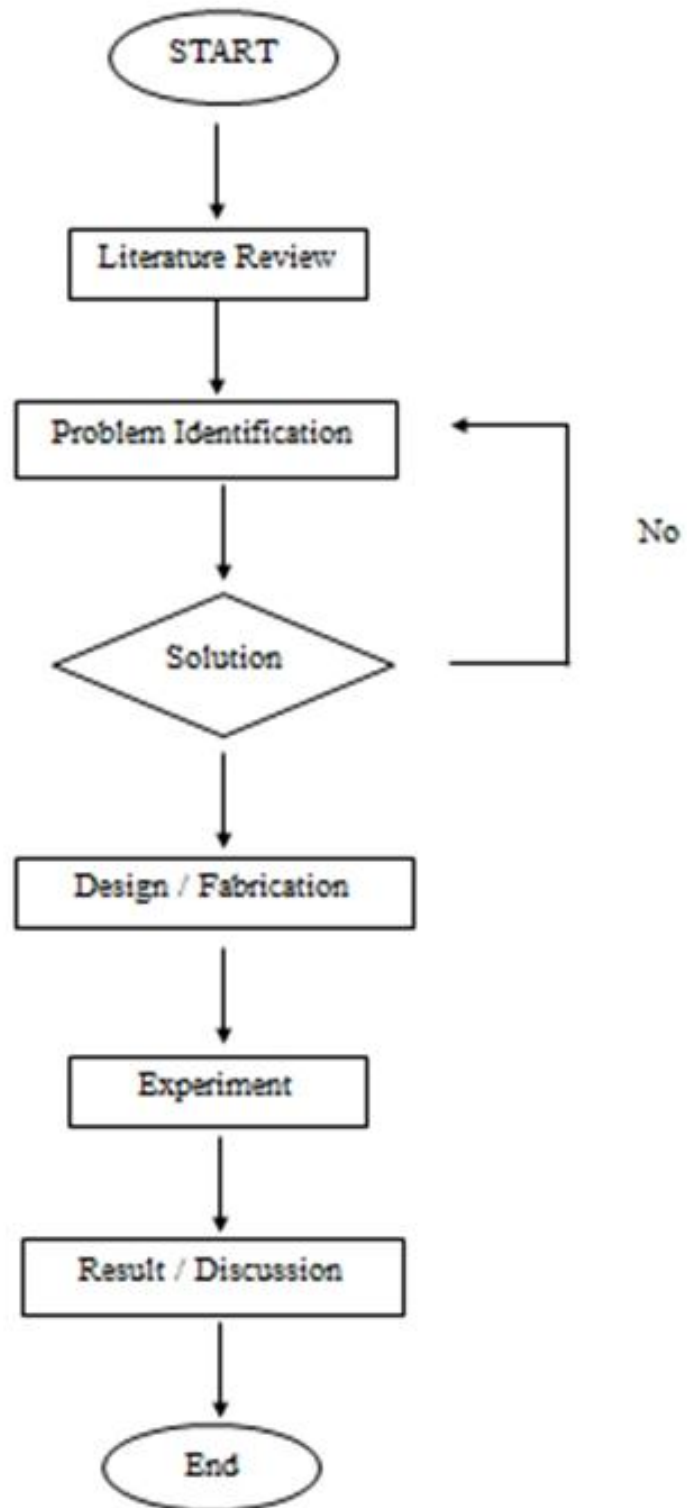 START
Literature Review
Problem Identification
No
Solution
Design / Fabrication
Experiment
Result / Discussion
End